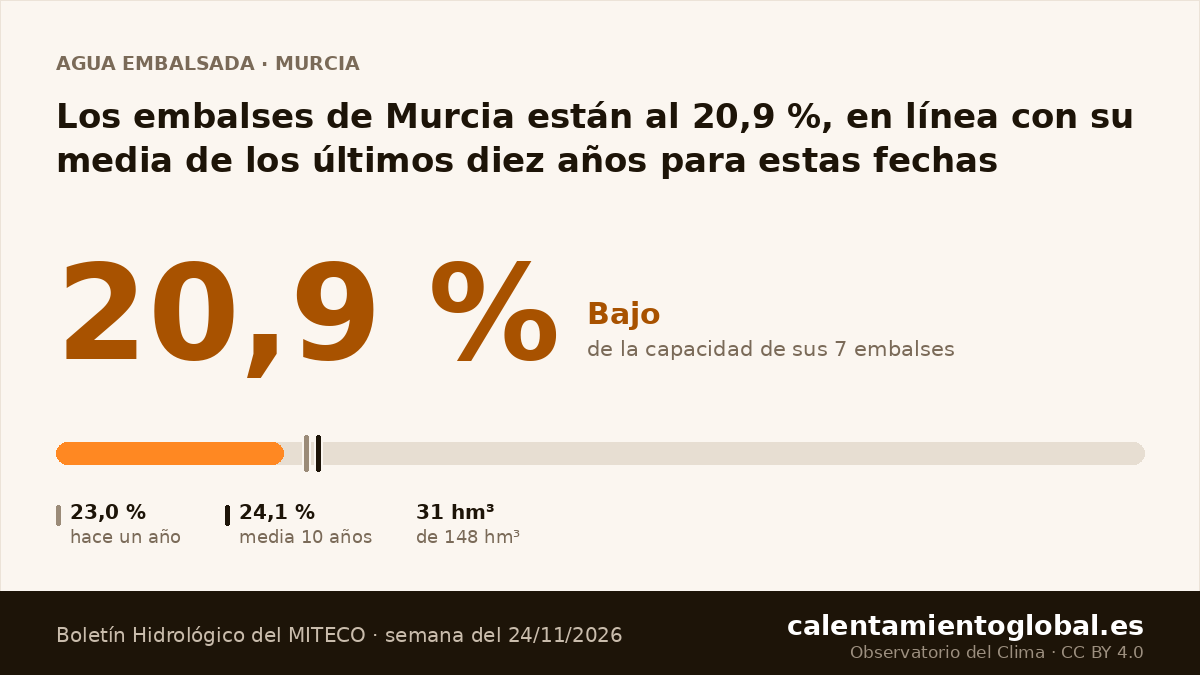 AGUA EMBALSADA · MURCIA
Los embalses de Murcia están al 20,9 %, en línea con su
media de los últimos diez años para estas fechas
20,9 %
Bajo
de la capacidad de sus 7 embalses
23,0 %
hace un año
24,1 %
media 10 años
31 hm³
de 148 hm³
Boletín Hidrológico del MITECO · semana del 24/11/2026
calentamientoglobal.es
Observatorio del Clima · CC BY 4.0